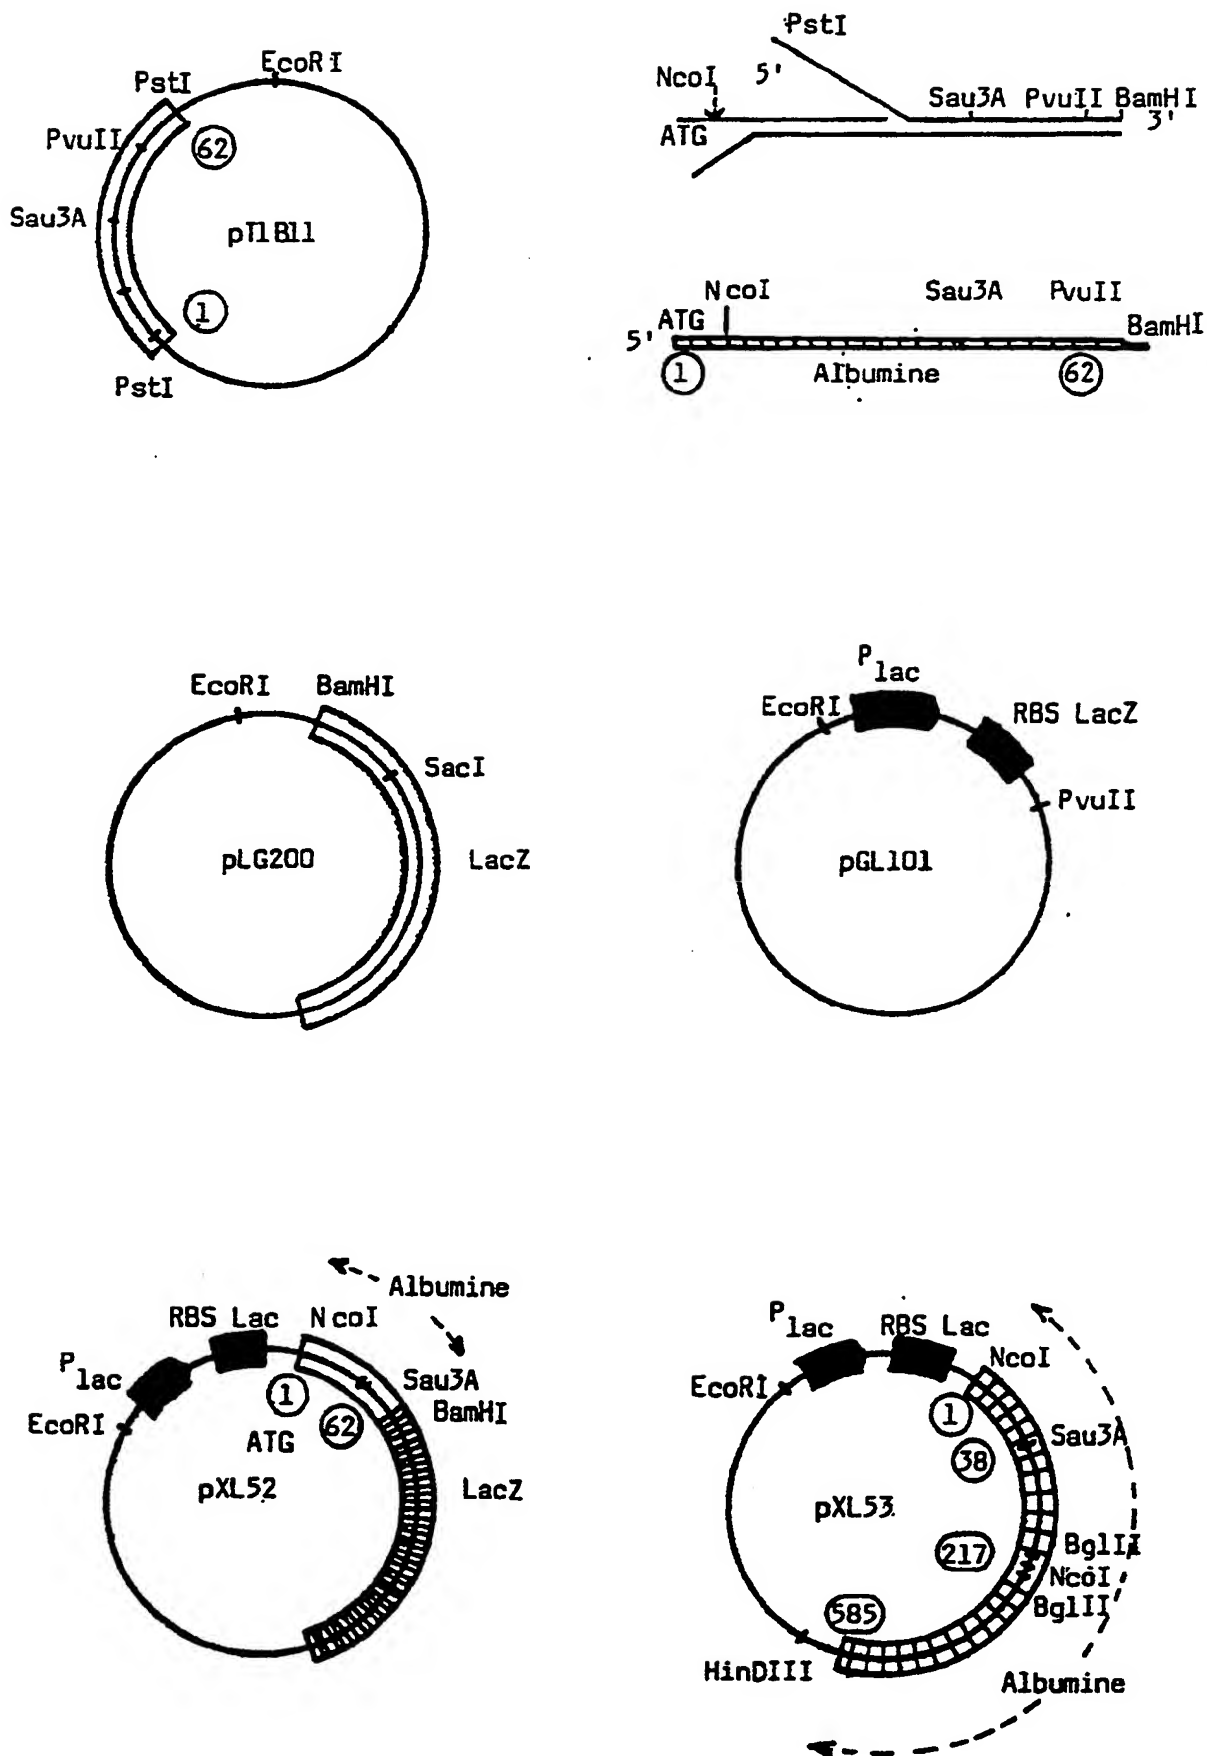 EcoRI
PstI
PvuII
62
Sau3A
pT1B11
1
PstI
PstI
NcoI
5'
Sau3A PvuII BamHI
3'
ATG
NcoI
Sau3A PvuII
5' ATG
BamHI
1
Albumine
62
EcoRI BamHI
SacI
pLG200
LacZ
P lac
EcoRI
RBS LacZ
PvuII
pGL101
Albumine
RBS Lac NcoI
P lac
Sau3A
BamHI
EcoRI
1
62
ATG
pXL52
LacZ
P lac
RBS Lac
NcoI
EcoRI
1
Sau3A
38
pXL53
217
BglII
NcoI
BglII
585
HinDIII
Albumine